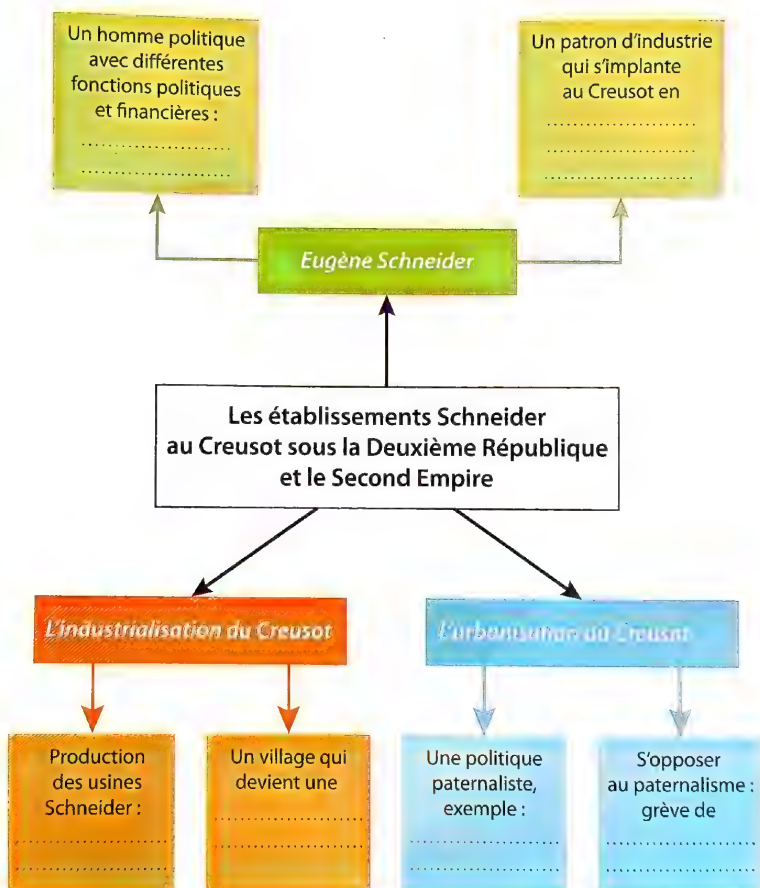 Un homme politique
avec différentes
fonctions politiques
et financières :
......................
......................
Un patron d'industrie
qui s'implante
au Creusot en
......................
......................
......................
Eugène Schneider
Les établissements Schneider
au Creusot sous la Deuxième République
et le Second Empire
L'industrialisation du Creusot
L'urbanisation du Creusot
Production
des usines
Schneider :
......................
......................
Un village qui
devient une
......................
......................
Une politique
paternaliste,
exemple :
......................
......................
S'opposer
au paternalisme :
grève de
......................
......................